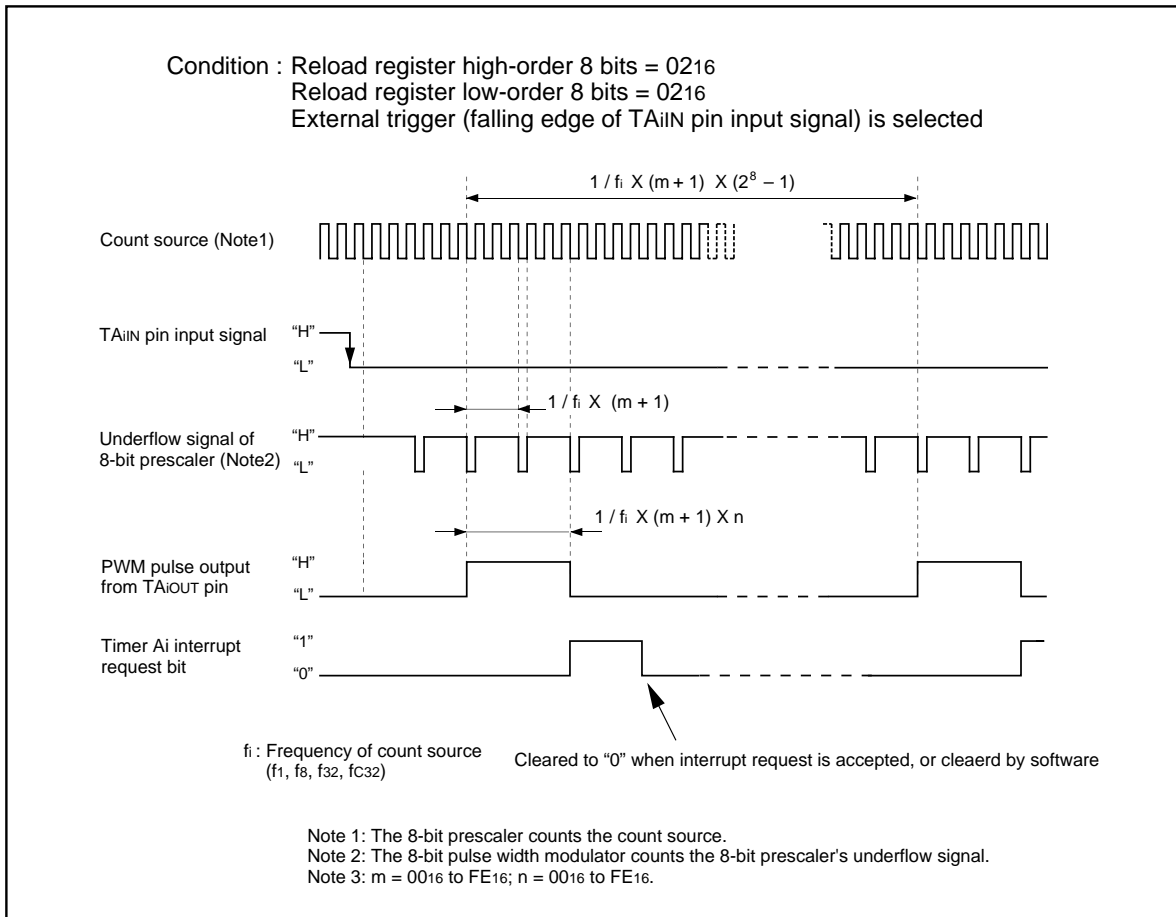 Condition : Reload register high-order 8 bits = 0216
Reload register low-order 8 bits = 0216
External trigger (falling edge of TAiIN pin input signal) is selected
1 / fi X (m + 1) X (2⁸ – 1)
Count source (Note1)
TAiIN pin input signal
“H”
“L”
1 / fi X (m + 1)
Underflow signal of
8-bit prescaler (Note2)
“H”
“L”
1 / fi X (m + 1) X n
PWM pulse output
from TAiOUT pin
“H”
“L”
Timer Ai interrupt
request bit
“1”
“0”
fi : Frequency of count source
(f1, f8, f32, fC32)
Cleared to “0” when interrupt request is accepted, or cleaerd by software
Note 1: The 8-bit prescaler counts the count source.
Note 2: The 8-bit pulse width modulator counts the 8-bit prescaler's underflow signal.
Note 3: m = 0016 to FE16; n = 0016 to FE16.